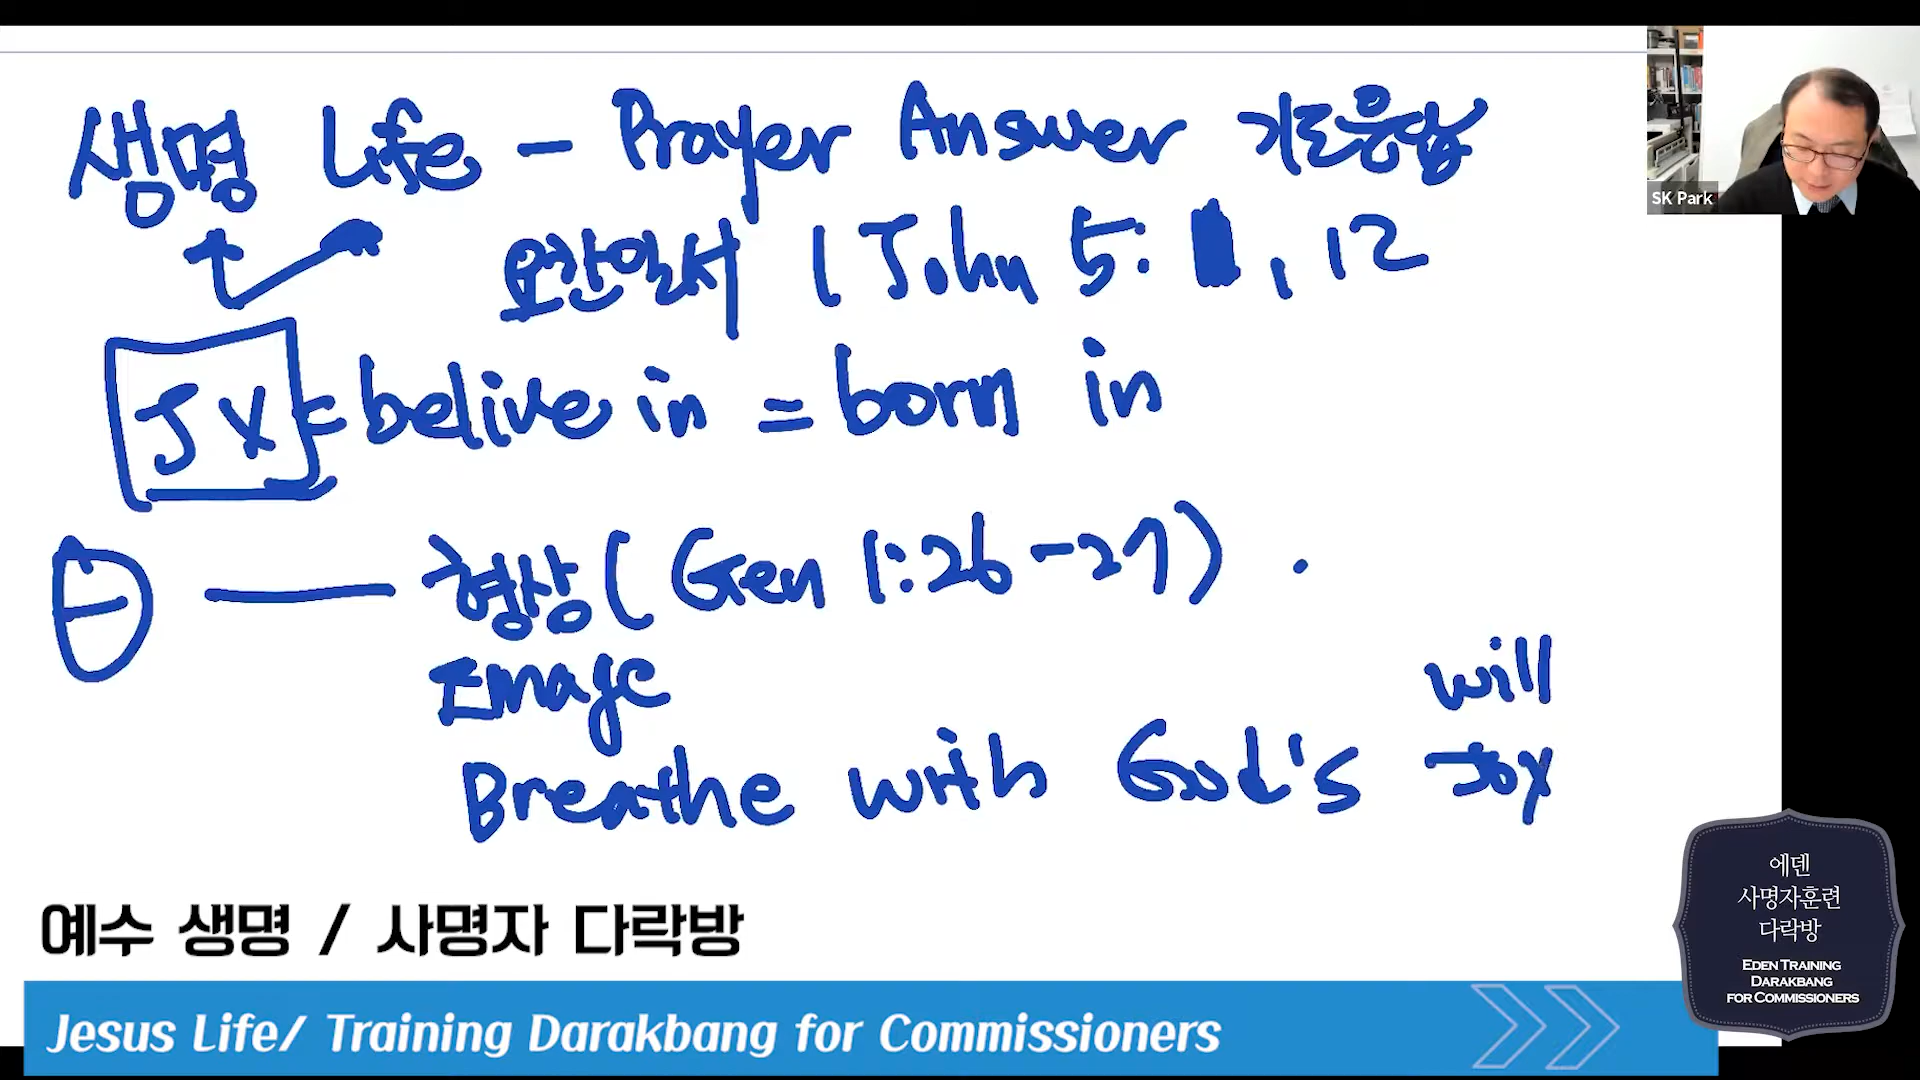 생명 Life - Prayer Answer 기도응답
요한일서 1 John 5: , 12
JX = belive in = born in
형상 ( Gen 1:26-27 ) .
Image
will
Breathe with God's Joy
예수 생명 / 사명자 다락방
Jesus Life/ Training Darakbang for Commissioners
SK Park
에덴
사명자훈련
다락방
EDEN TRAINING
DARAKBANG
FOR COMMISSIONERS